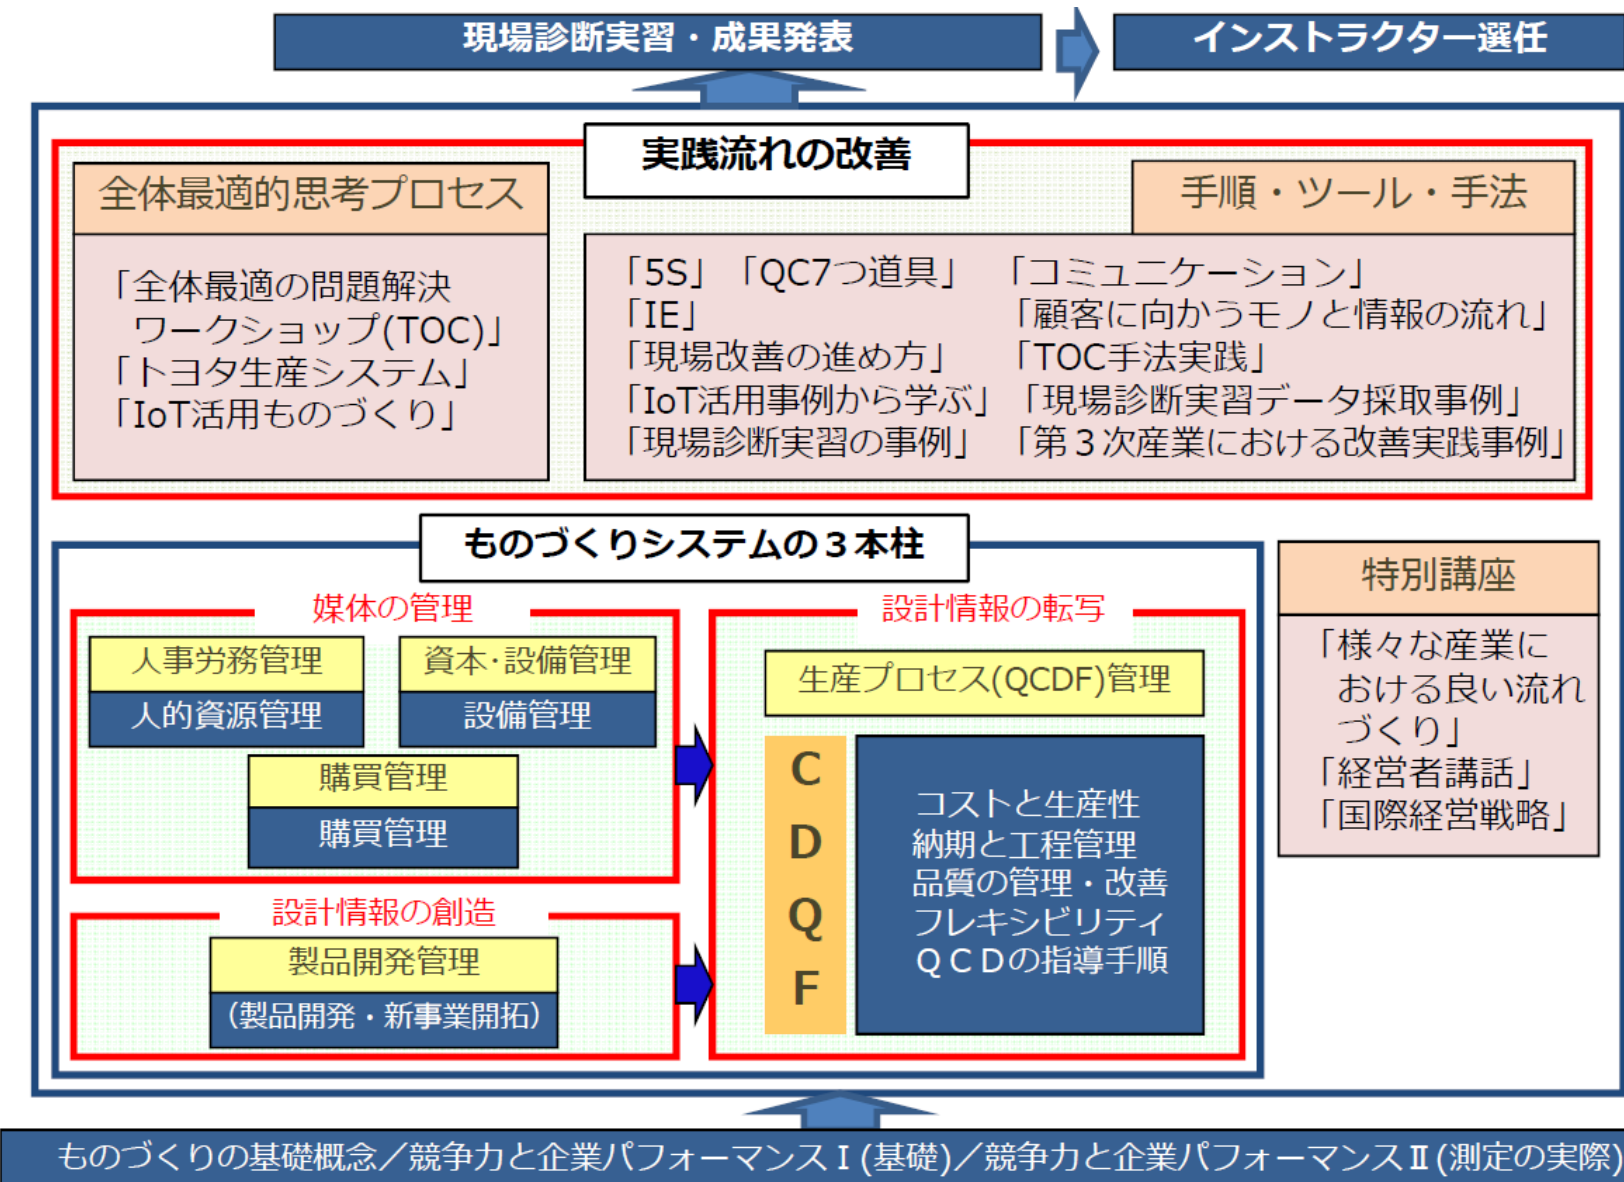 現場診断実習・成果発表
インストラクター選任
実践流れの改善
全体最適的思考プロセス
「全体最適の問題解決
ワークショップ(TOC)」
「トヨタ生産システム」
「IoT活用ものづくり」
手順・ツール・手法
「5S」「QC7つ道具」 「コミュニケーション」
「IE」 「顧客に向かうモノと情報の流れ」
「現場改善の進め方」 「TOC手法実践」
「IoT活用事例から学ぶ」 「現場診断実習データ採取事例」
「現場診断実習の事例」 「第３次産業における改善実践事例」
ものづくりシステムの３本柱
媒体の管理
人事労務管理
人的資源管理
資本・設備管理
設備管理
購買管理
購買管理
設計情報の創造
製品開発管理
（製品開発・新事業開拓）
設計情報の転写
生産プロセス(QCDF)管理
C
D
Q
F
コストと生産性
納期と工程管理
品質の管理・改善
フレキシビリティ
ＱＣＤの指導手順
特別講座
「様々な産業に
おける良い流れ
づくり」
「経営者講話」
「国際経営戦略」
ものづくりの基礎概念／競争力と企業パフォーマンスⅠ(基礎)／競争力と企業パフォーマンスⅡ(測定の実際)